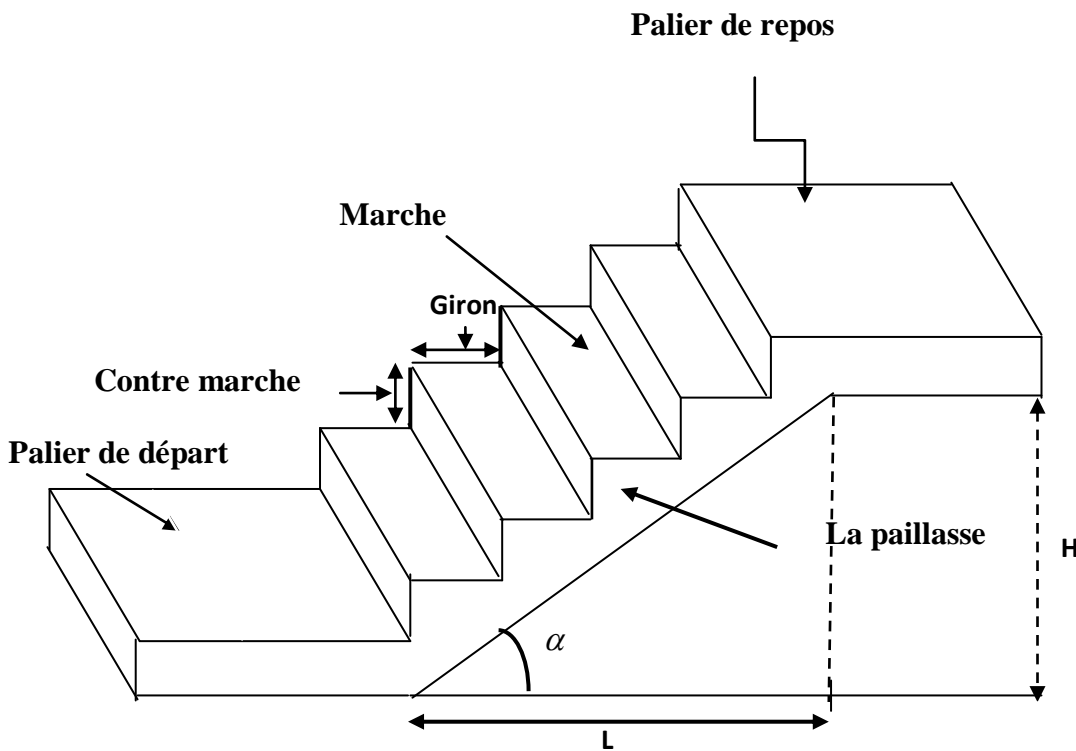 Palier de repos
Marche
Giron
Contre marche
Palier de départ
La paillasse
H
α
L